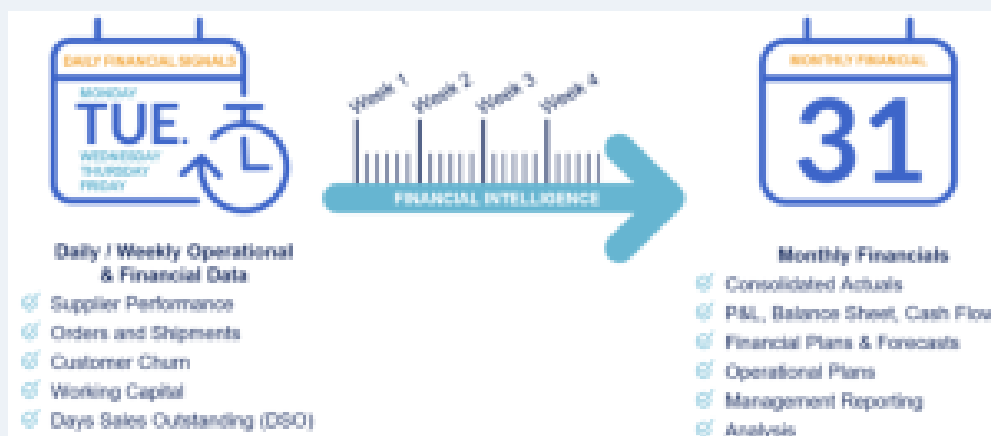 DAILY FINANCIAL SIGNALS
MONDAY
TUE.
WEDNESDAY
THURSDAY
FRIDAY
Week 1
Week 2
Week 3
Week 4
FINANCIAL INTELLIGENCE
MONTHLY FINANCIAL
31
Daily / Weekly Operational
& Financial Data
Supplier Performance
Orders and Shipments
Customer Churn
Working Capital
Days Sales Outstanding (DSO)
Monthly Financials
Consolidated Actuals
P&L, Balance Sheet, Cash Flow
Financial Plans & Forecasts
Operational Plans
Management Reporting
Analysis